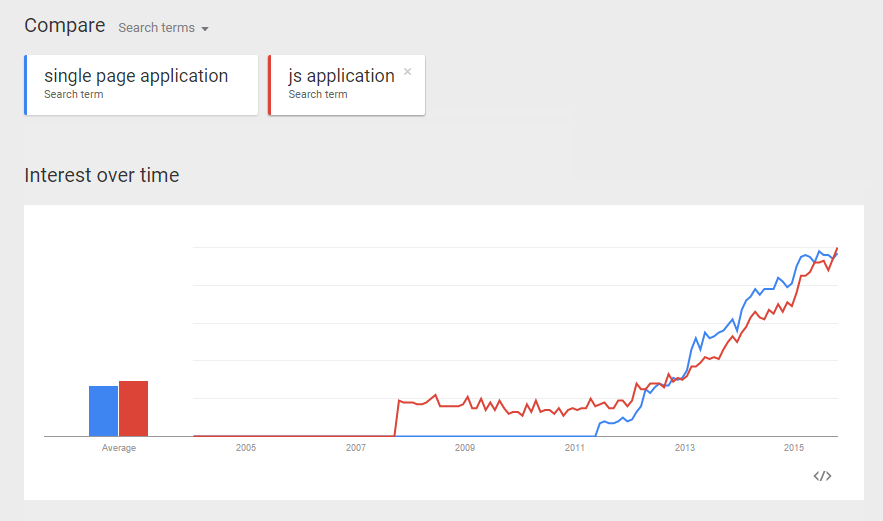 Compare Search terms
single page application js application ×
Search term Search term
Interest over time
Average 2005 2007 2009 2011 2013 2015
</>